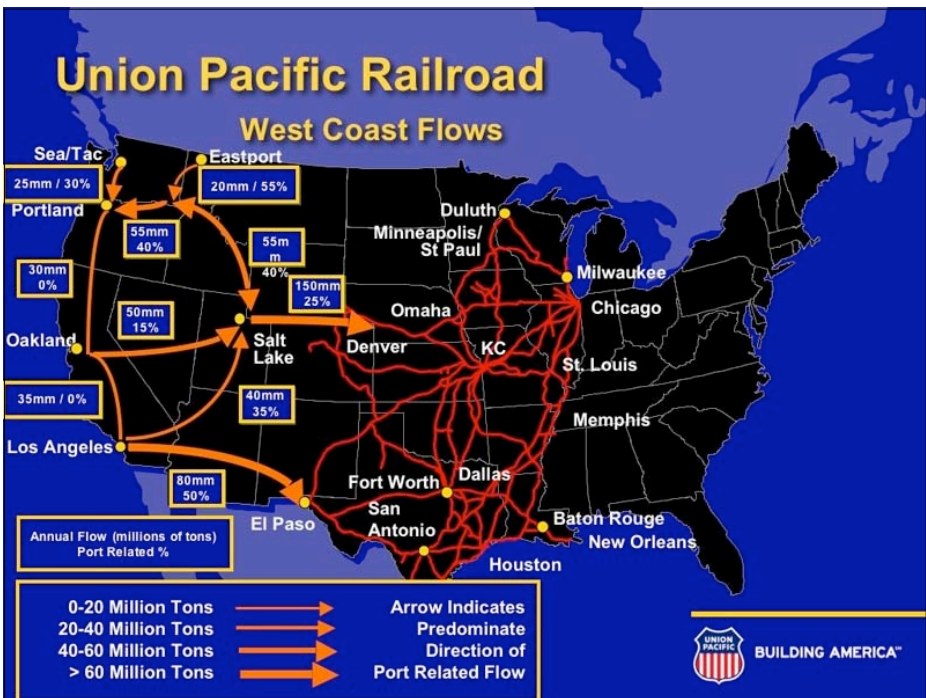 Union Pacific Railroad
West Coast Flows
Sea/Tac
Eastport
25mm / 30%
20mm / 55%
Portland
55mm
40%
55m
m
40%
30mm
0%
150mm
25%
50mm
15%
Oakland
Salt
Lake
35mm / 0%
40mm
35%
Los Angeles
80mm
50%
El Paso
Duluth
Minneapolis/
St Paul
Milwaukee
Omaha
Chicago
Denver
KC
St. Louis
Memphis
Fort Worth
Dallas
San
Antonio
Baton Rouge
New Orleans
Houston
Annual Flow (millions of tons)
Port Related %
0-20 Million Tons
20-40 Million Tons
40-60 Million Tons
> 60 Million Tons
Arrow Indicates
Predominate
Direction of
Port Related Flow
UNION
PACIFIC
BUILDING AMERICA℠